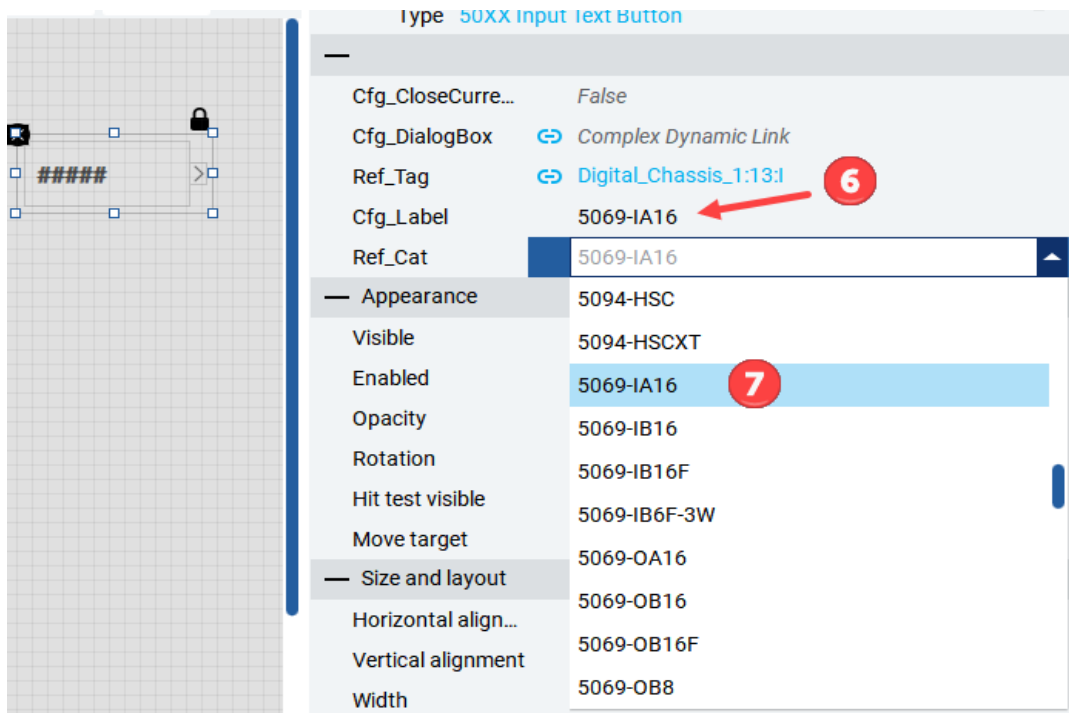 Type 50XX Input Text Button
Cfg_CloseCurre... False
Cfg_DialogBox Complex Dynamic Link
Ref_Tag Digital_Chassis_1:13:I
6
Cfg_Label 5069-IA16
Ref_Cat 5069-IA16
##### >
Appearance
5094-HSC
Visible
5094-HSCXT
Enabled
5069-IA16
7
Opacity
5069-IB16
Rotation
5069-IB16F
Hit test visible
5069-IB6F-3W
Move target
5069-OA16
Size and layout
5069-OB16
Horizontal align...
5069-OB16F
Vertical alignment
5069-OB8
Width